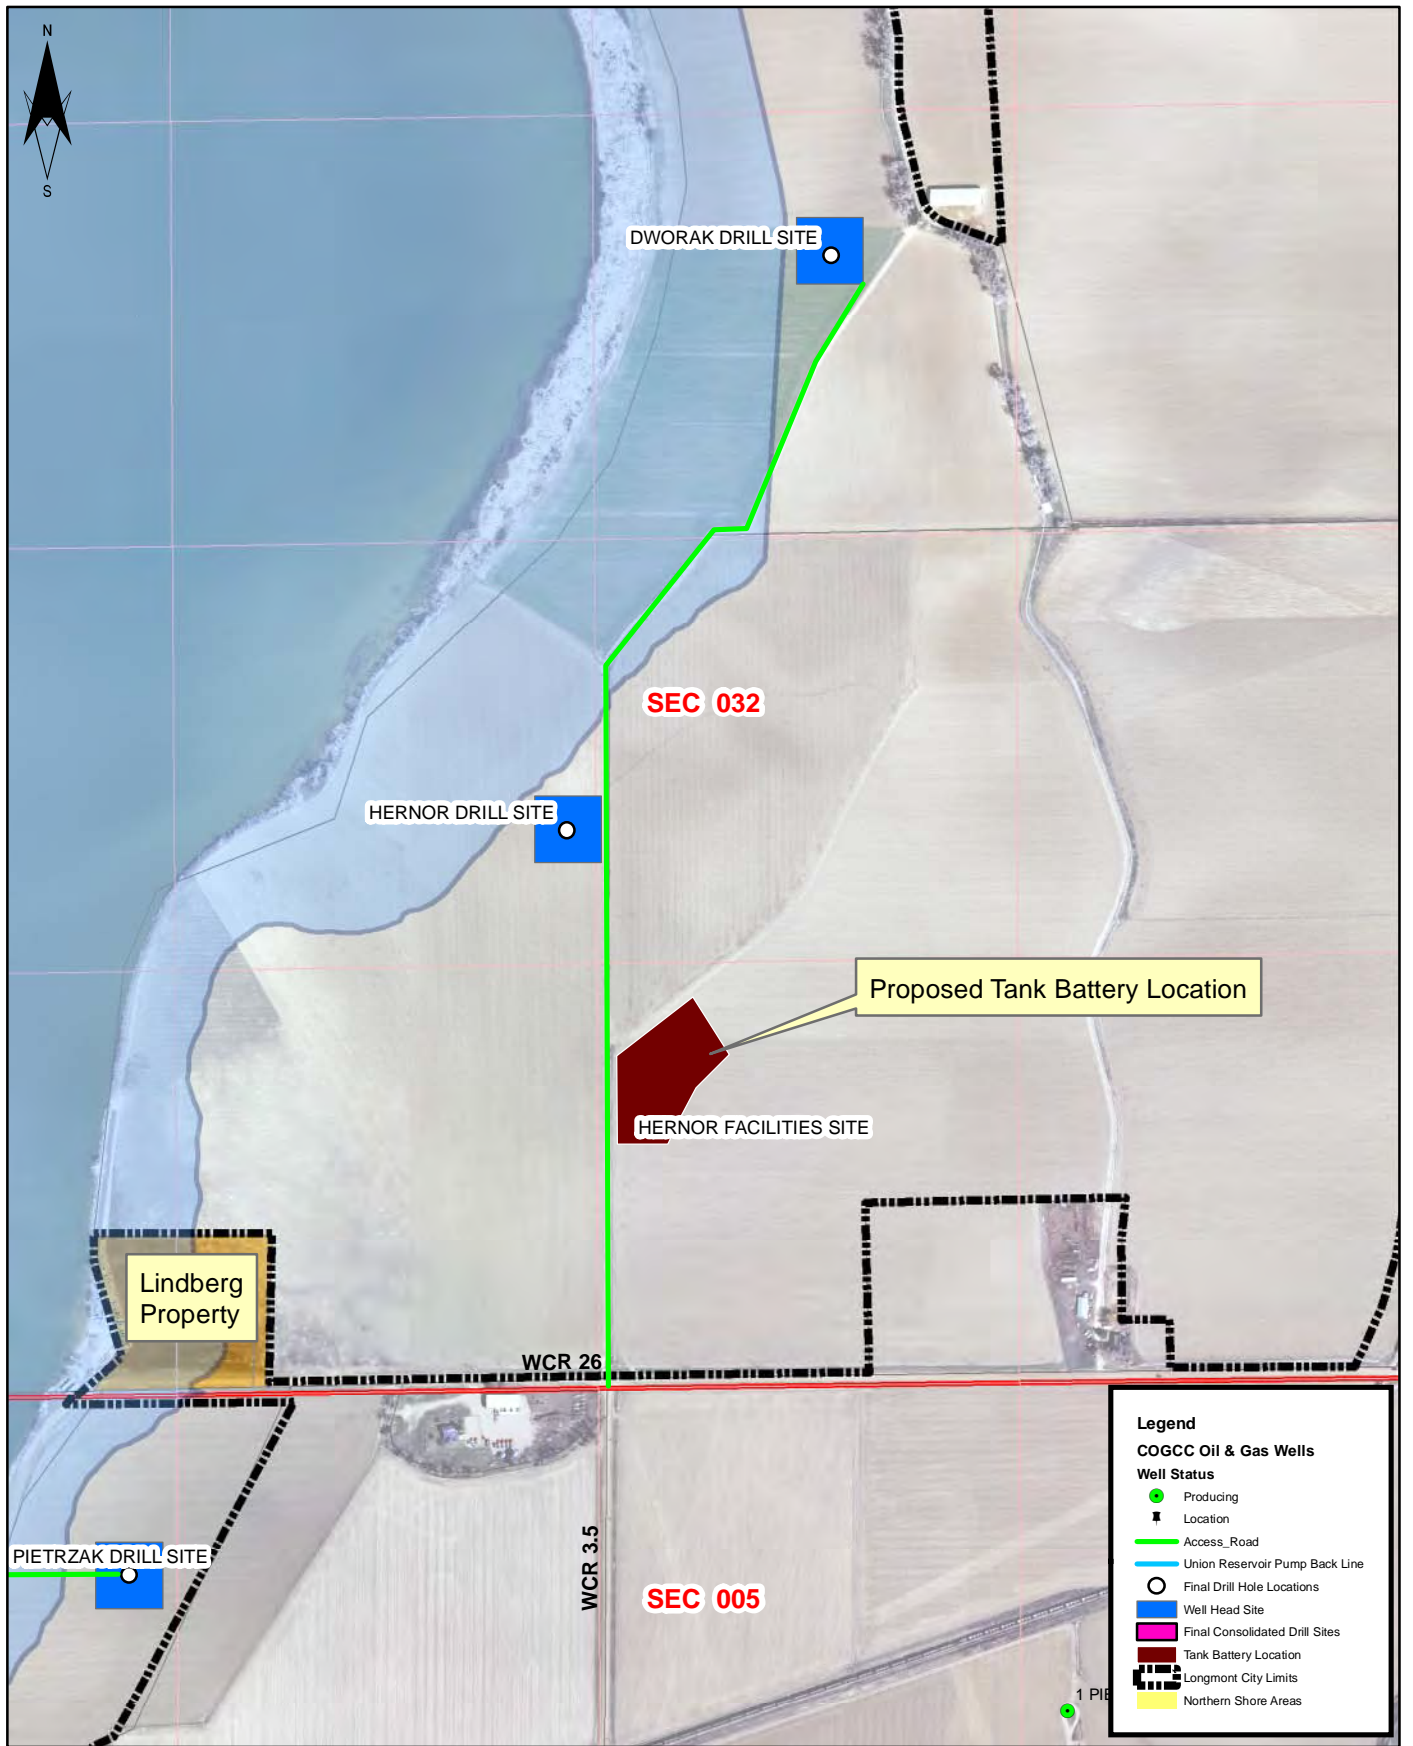 N
S
DWORAK DRILL SITE
SEC 032
HERNOR DRILL SITE
Proposed Tank Battery Location
HERNOR FACILITIES SITE
Lindberg
Property
WCR 26
PIETRZAK DRILL SITE
WCR 3.5
SEC 005
1 PIE
Legend
COGCC Oil & Gas Wells
Well Status
Producing
Location
Access_Road
Union Reservoir Pump Back Line
Final Drill Hole Locations
Well Head Site
Final Consolidated Drill Sites
Tank Battery Location
Longmont City Limits
Northern Shore Areas